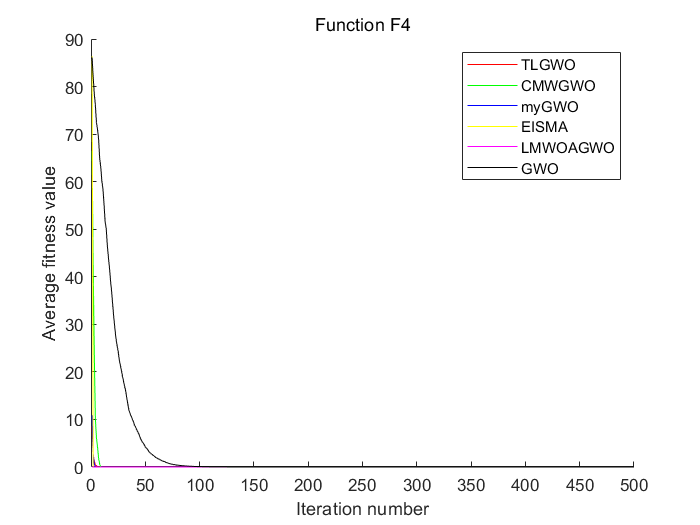 Function F4
Average fitness value
90
80
70
60
50
40
30
20
10
0
TLGWO
CMWGWO
myGWO
EISMA
LMWOAGWO
GWO
0 50 100 150 200 250 300 350 400 450 500
Iteration number